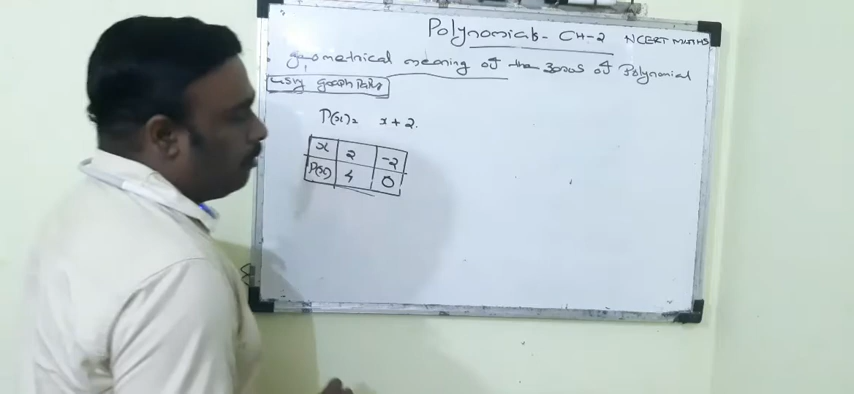 Polynomials - CH-2 NCERT MATHS
geometrical meaning of the zeros of Polynomial
using graph Paper
P(x)= x + 2.
x 2 -2
P(x) 4 0